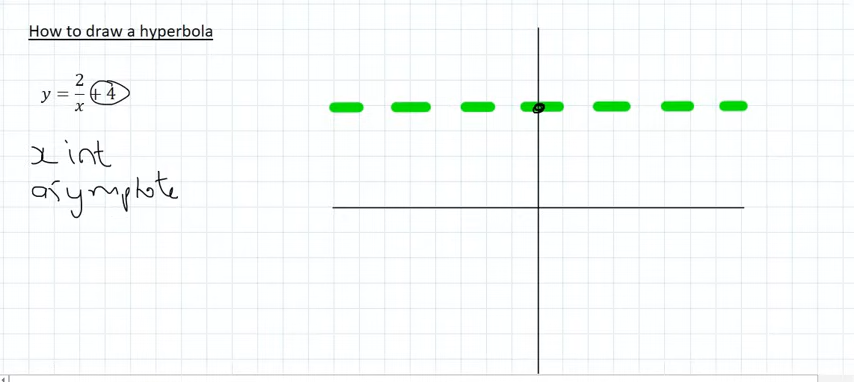 How to draw a hyperbola
y = 2/x + 4
x int
asymptote